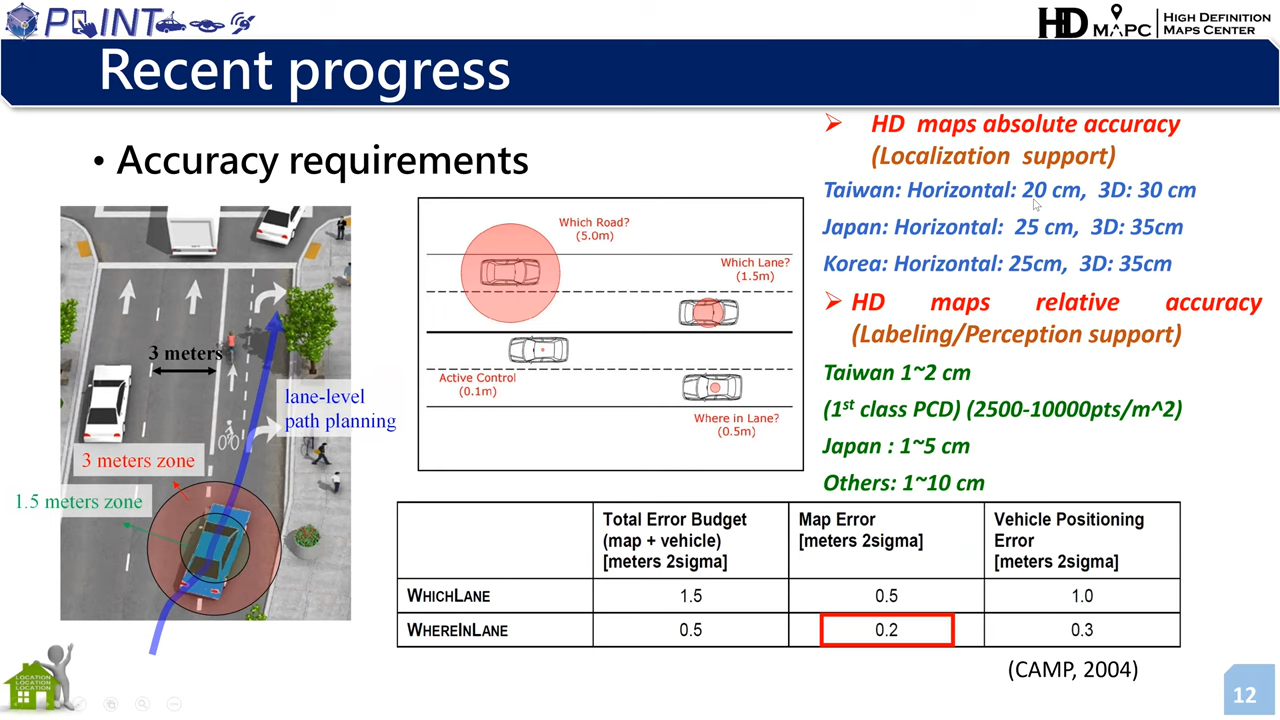 POINT
HD MAPC
HIGH DEFINITION
MAPS CENTER
Recent progress
• Accuracy requirements
3 meters
lane-level
path planning
3 meters zone
1.5 meters zone
Which Road?
(5.0m)
Which Lane?
(1.5m)
Active Control
(0.1m)
Where in Lane?
(0.5m)
➢ HD maps absolute accuracy
(Localization support)
Taiwan: Horizontal: 20 cm, 3D: 30 cm
Japan: Horizontal: 25 cm, 3D: 35cm
Korea: Horizontal: 25cm, 3D: 35cm
➢ HD maps relative accuracy
(Labeling/Perception support)
Taiwan 1~2 cm
(1st class PCD) (2500-10000pts/m^2)
Japan : 1~5 cm
Others: 1~10 cm
Total Error Budget
(map + vehicle)
[meters 2sigma]
Map Error
[meters 2sigma]
Vehicle Positioning
Error
[meters 2sigma]
WHICHLANE 1.5 0.5 1.0
WHEREINLANE 0.5 0.2 0.3
(CAMP, 2004)
LOCATION
LOCATION
LOCATION
12